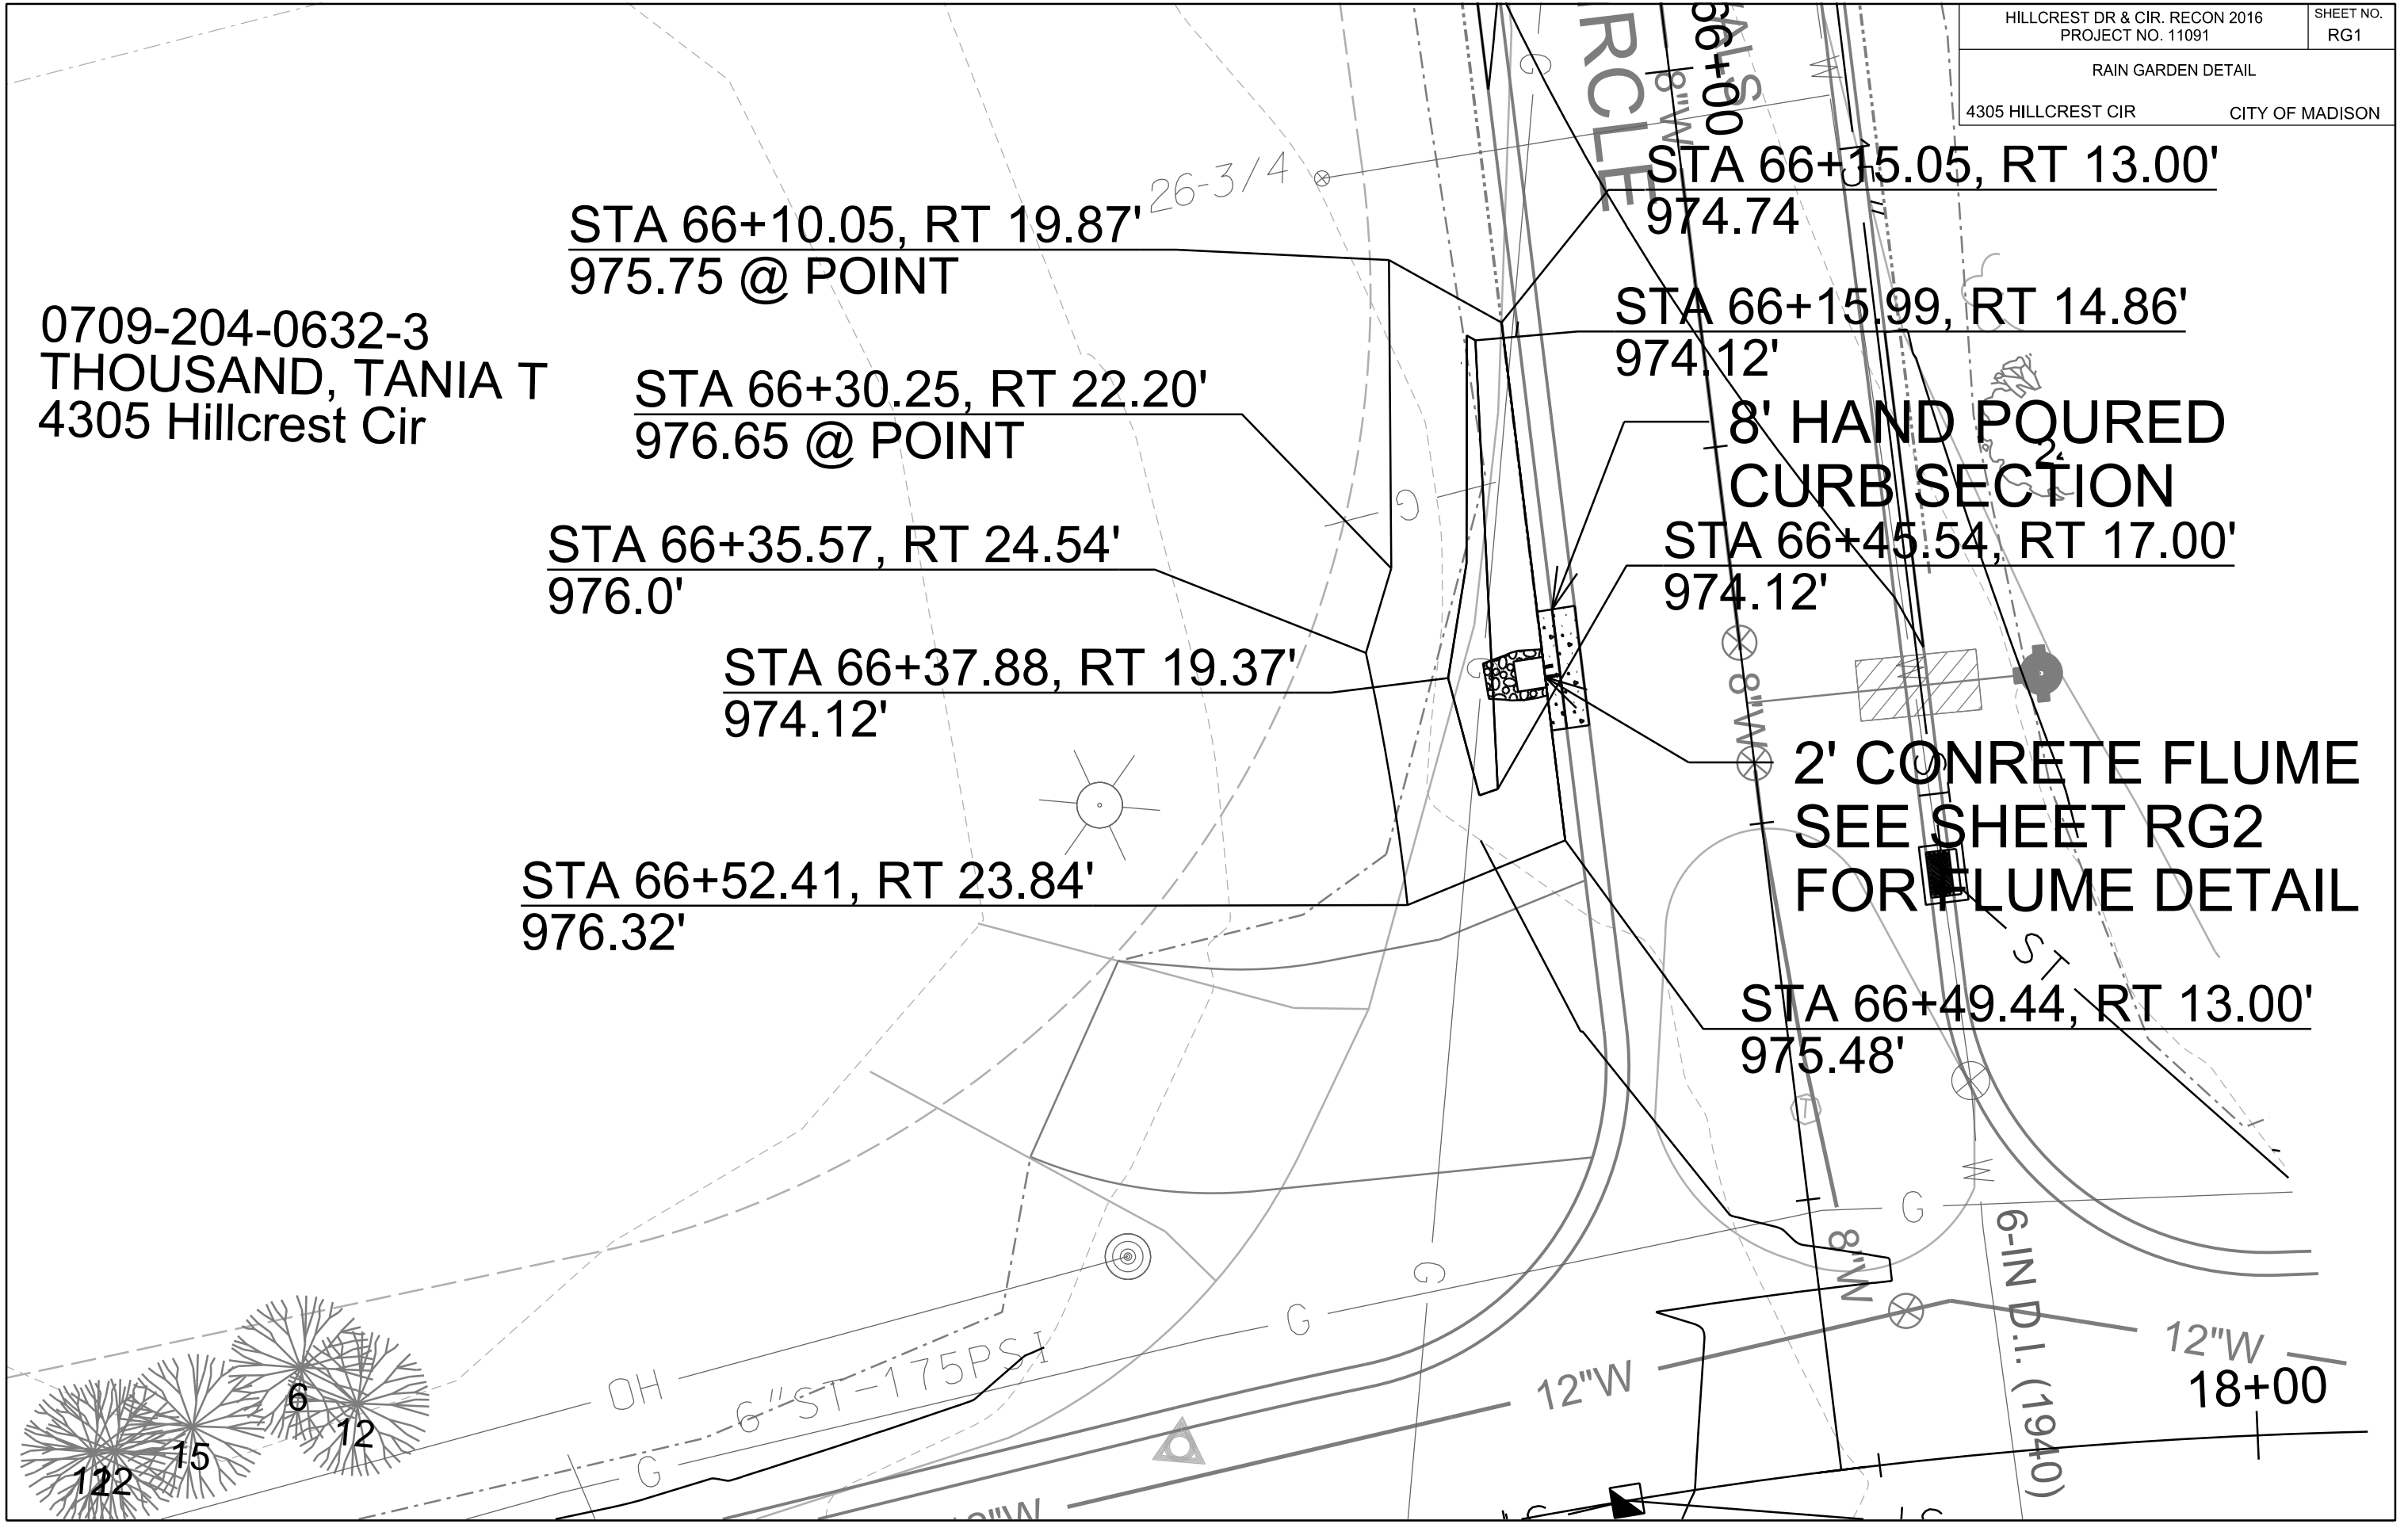 HILLCREST DR & CIR. RECON 2016
PROJECT NO. 11091
SHEET NO.
RG1
RAIN GARDEN DETAIL
4305 HILLCREST CIR
CITY OF MADISON
RCLE
66+00
8"W
26-3/4
STA 66+15.05, RT 13.00'
974.74
STA 66+10.05, RT 19.87'
975.75 @ POINT
STA 66+15.99, RT 14.86'
974.12'
0709-204-0632-3
THOUSAND, TANIA T
4305 Hillcrest Cir
STA 66+30.25, RT 22.20'
976.65 @ POINT
8' HAND POURED
CURB SECTION
G
STA 66+35.57, RT 24.54'
976.0'
STA 66+45.54, RT 17.00'
974.12'
STA 66+37.88, RT 19.37'
974.12'
8"W
2' CONRETE FLUME
SEE SHEET RG2
FOR FLUME DETAIL
STA 66+52.41, RT 23.84'
976.32'
ST
STA 66+49.44, RT 13.00'
975.48'
T
W
G
8"W
6-IN D.I. (1940)
G
G
12"W
12"W
18+00
OH
6"ST-175PSI
G
6
12
15